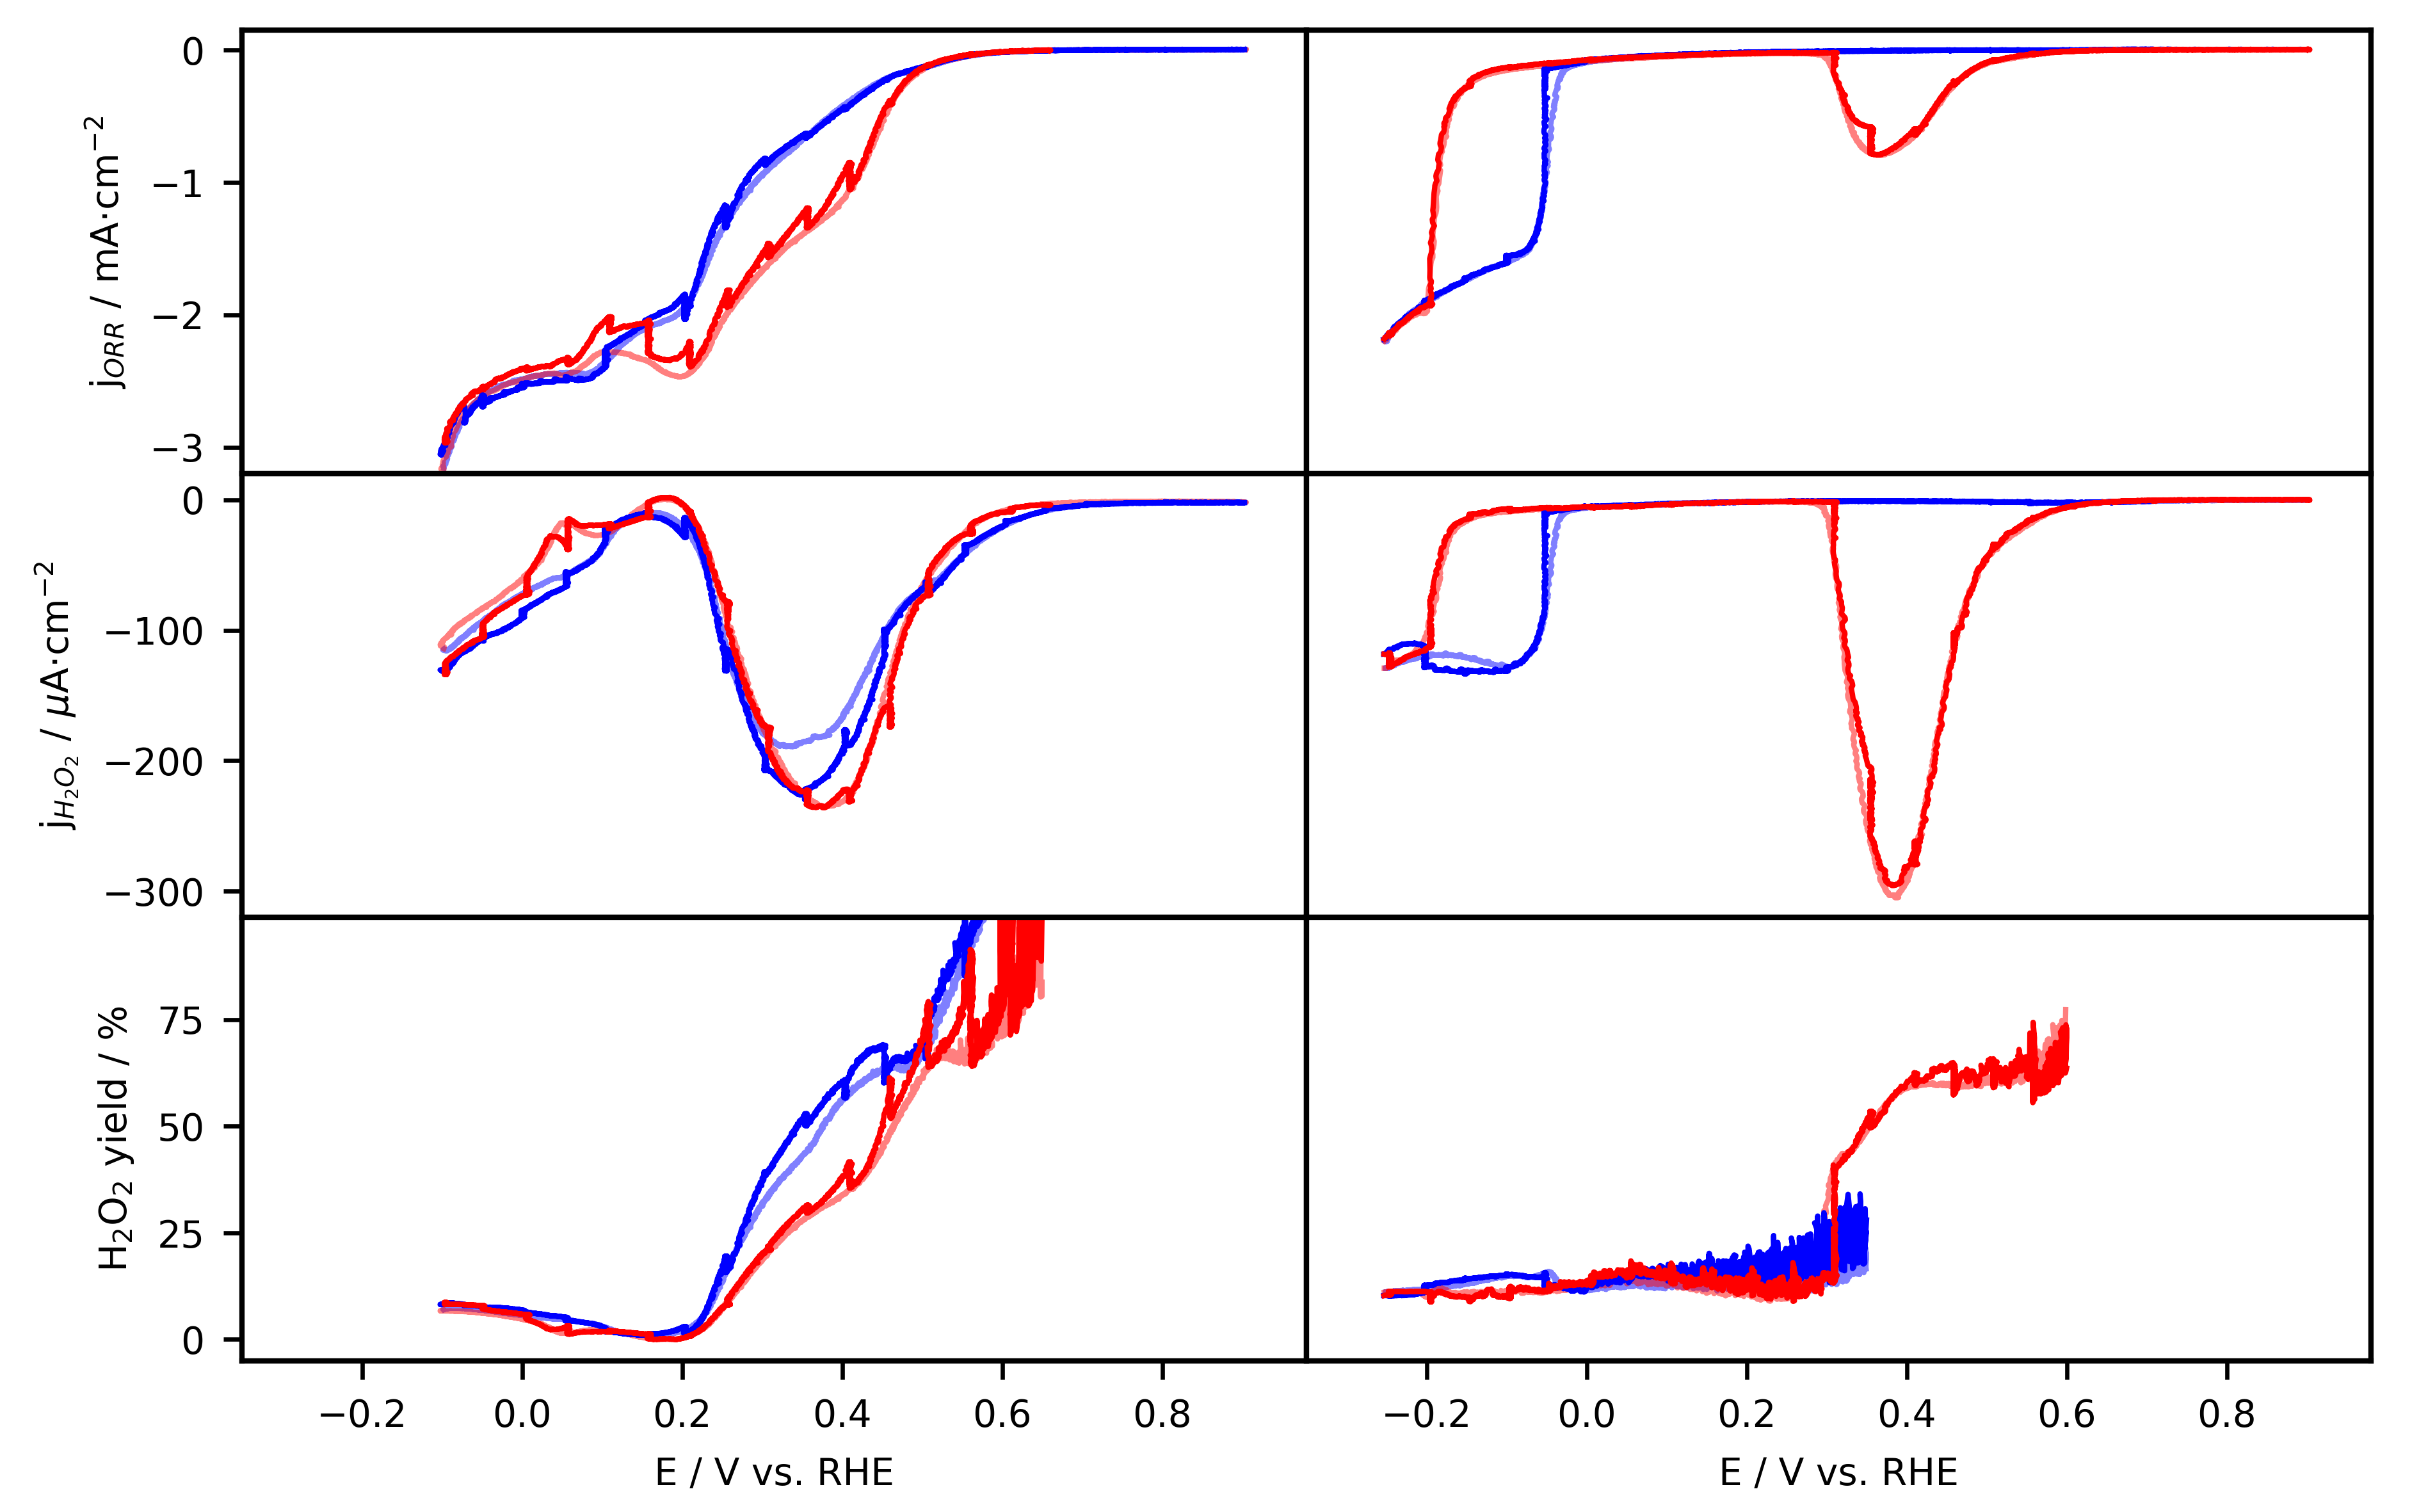 0
−1
−2
−3
j_ORR / mA·cm⁻²
0
−100
−200
−300
j_H₂O₂ / μA·cm⁻²
75
50
25
0
H₂O₂ yield / %
−0.2 0.0 0.2 0.4 0.6 0.8
E / V vs. RHE
−0.2 0.0 0.2 0.4 0.6 0.8
E / V vs. RHE